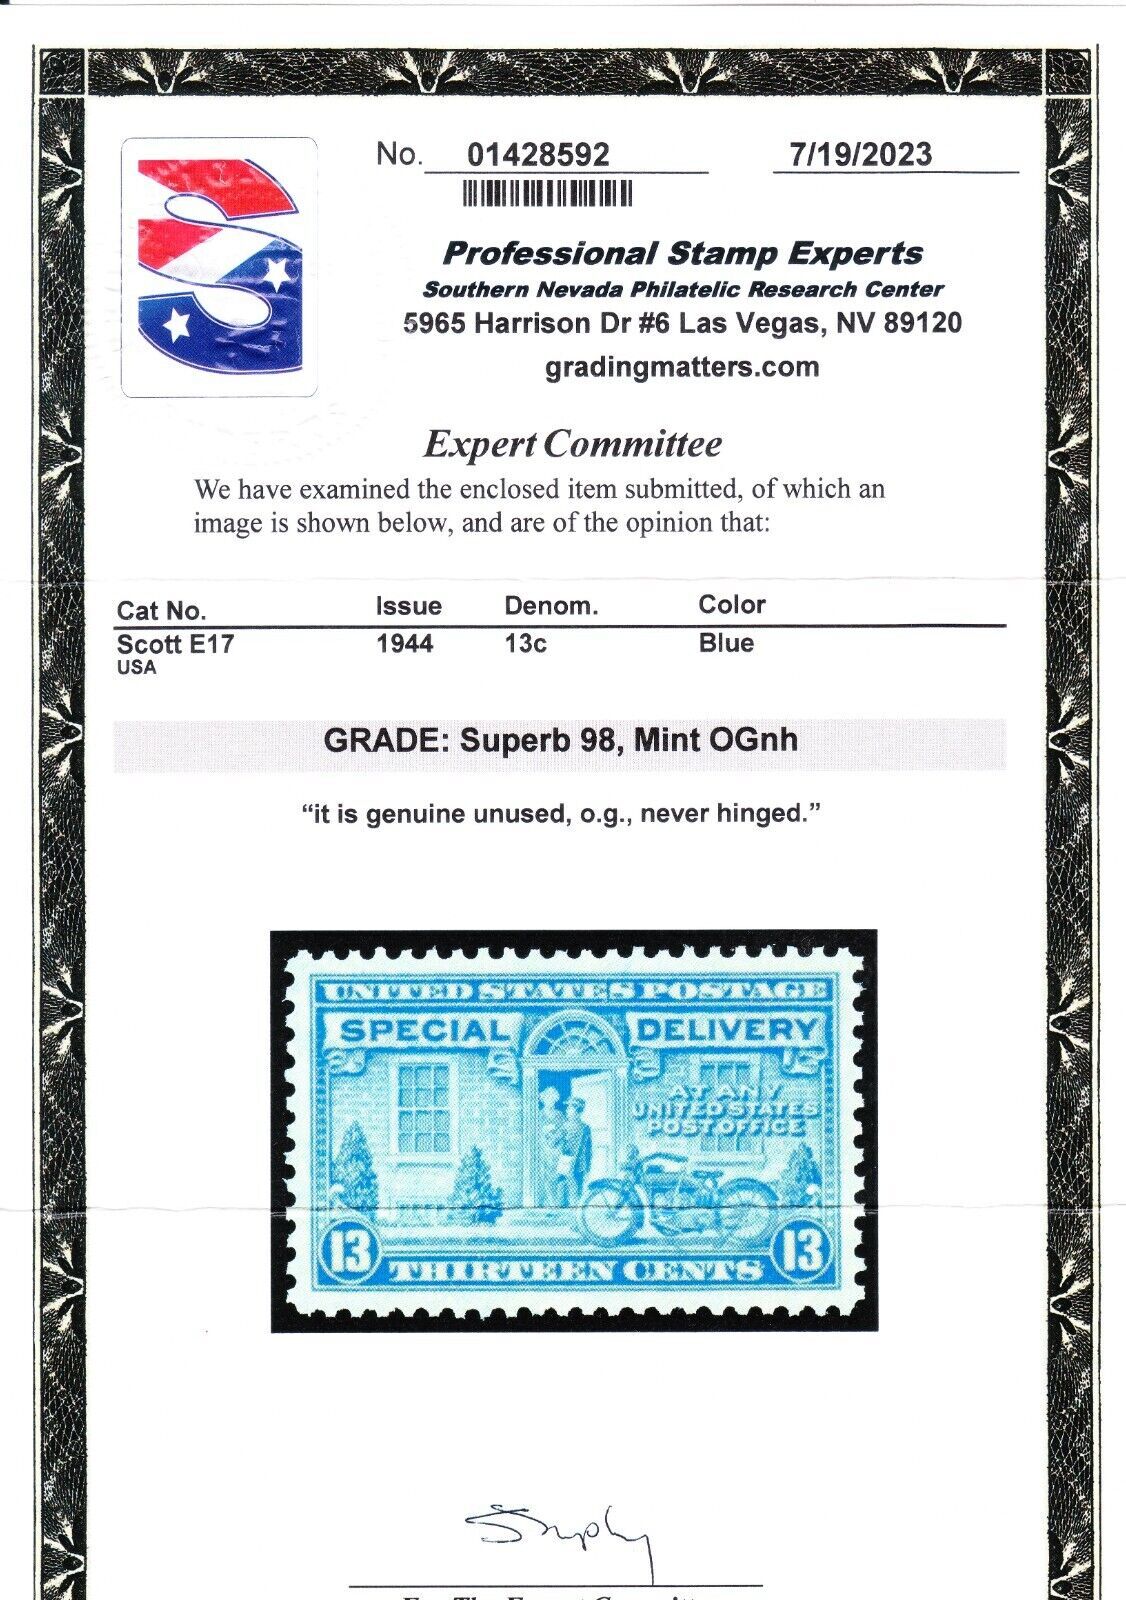 No. 01428592 7/19/2023
Professional Stamp Experts
Southern Nevada Philatelic Research Center
5965 Harrison Dr #6 Las Vegas, NV 89120
gradingmatters.com
Expert Committee
We have examined the enclosed item submitted, of which an
image is shown below, and are of the opinion that:
Cat No. Issue Denom. Color
Scott E17 1944 13c Blue
USA
GRADE: Superb 98, Mint OGnh
“it is genuine unused, o.g., never hinged.”
UNITED STATES POSTAGE
SPECIAL DELIVERY
AT ANY
UNITED STATES
POST OFFICE
13 13
THIRTEEN CENTS
For The Expert Committee